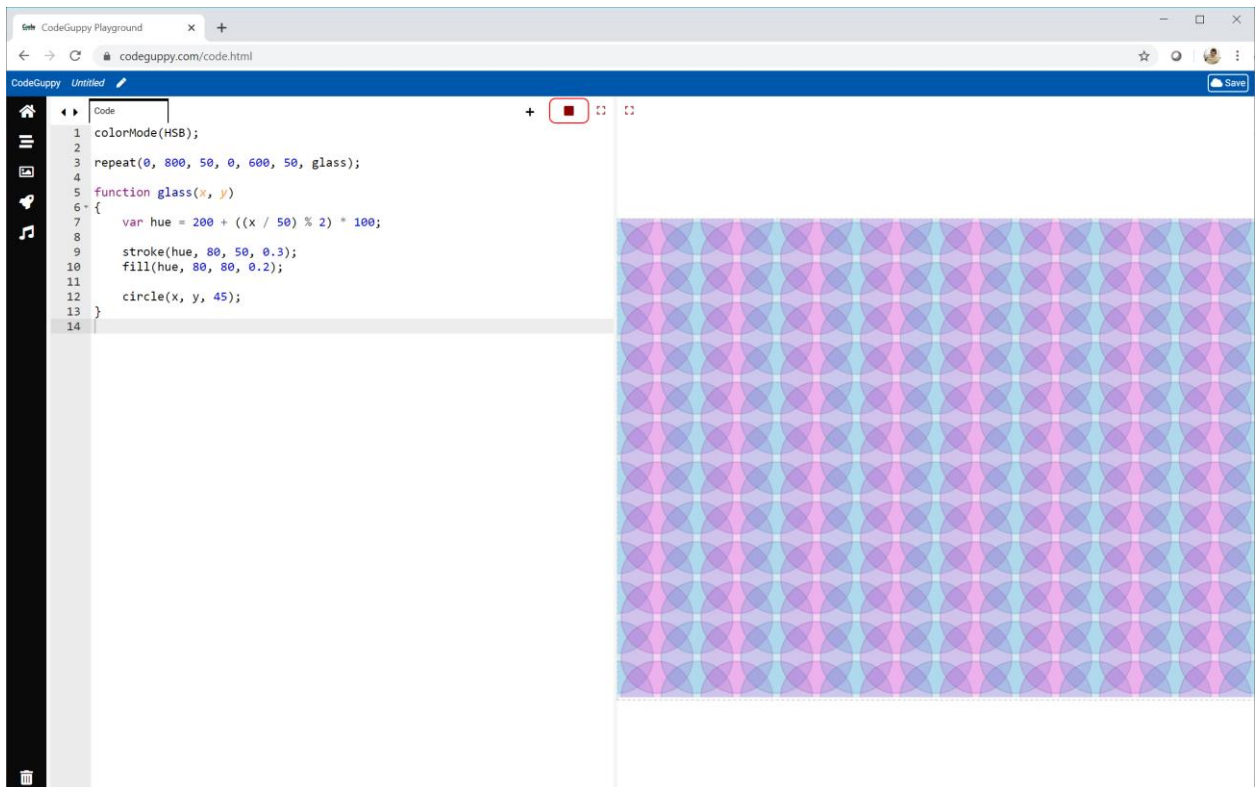 Code CodeGuppy Playground
codeguppy.com/code.html
CodeGuppy Untitled
Save
Code
1 colorMode(HSB);
2
3 repeat(0, 800, 50, 0, 600, 50, glass);
4
5 function glass(x, y)
6 {
7 var hue = 200 + ((x / 50) % 2) * 100;
8
9 stroke(hue, 80, 50, 0.3);
10 fill(hue, 80, 80, 0.2);
11
12 circle(x, y, 45);
13 }
14